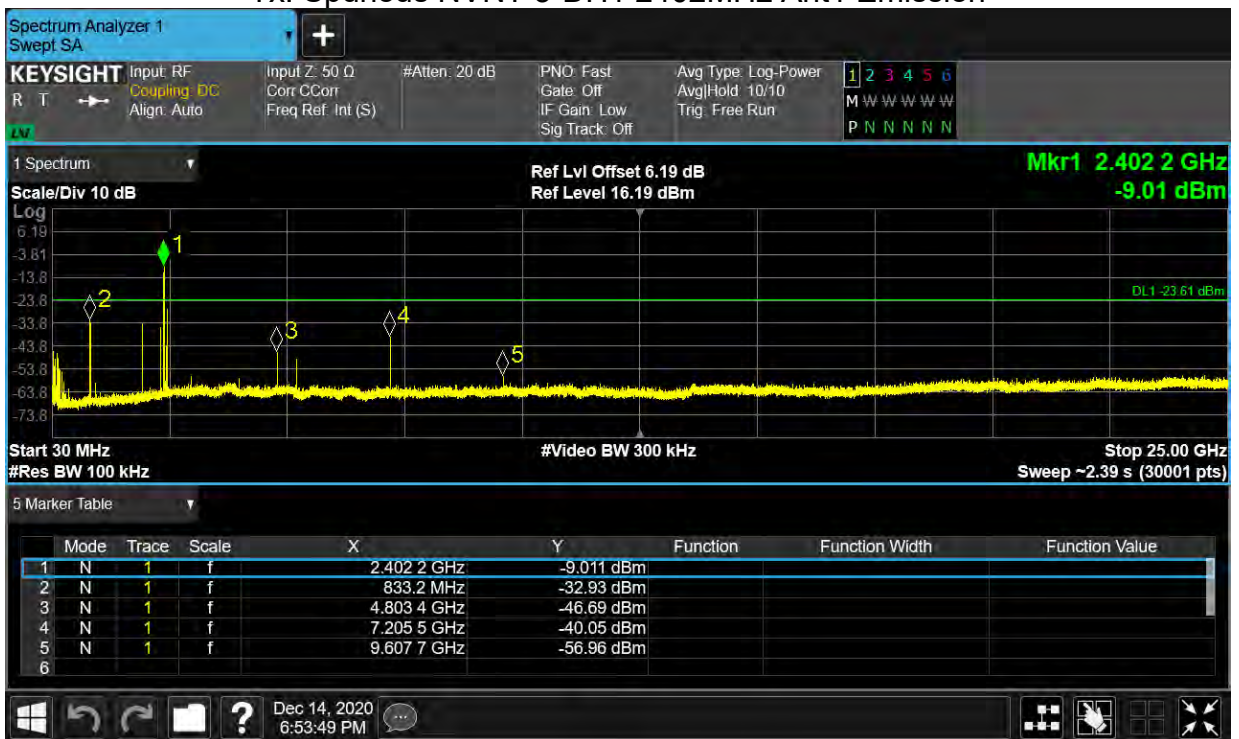 Spectrum Analyzer 1
Swept SA
+
KEYSIGHT Input: RF Input Z: 50 Ω #Atten: 20 dB PNO: Fast Avg Type: Log-Power 1 2 3 4 5 6
R T Coupling: DC Corr CCorr Gate: Off Avg|Hold: 10/10 M W W W W W
Align: Auto Freq Ref: Int (S) IF Gain: Low Trig: Free Run
Sig Track: Off P N N N N N
1 Spectrum Ref Lvl Offset 6.19 dB Mkr1 2.402 2 GHz
Scale/Div 10 dB Ref Level 16.19 dBm -9.01 dBm
Log
6.19
1
-3.81
-13.8
DL1 -23.61 dBm
-23.8
2
-33.8
3
4
-43.8
5
-53.8
-63.8
-73.8
Start 30 MHz #Video BW 300 kHz Stop 25.00 GHz
#Res BW 100 kHz Sweep ~2.39 s (30001 pts)
5 Marker Table
Mode Trace Scale X Y Function Function Width Function Value
1 N 1 f 2.402 2 GHz -9.011 dBm
2 N 1 f 833.2 MHz -32.93 dBm
3 N 1 f 4.803 4 GHz -46.69 dBm
4 N 1 f 7.205 5 GHz -40.05 dBm
5 N 1 f 9.607 7 GHz -56.96 dBm
6
? Dec 14, 2020
6:53:49 PM